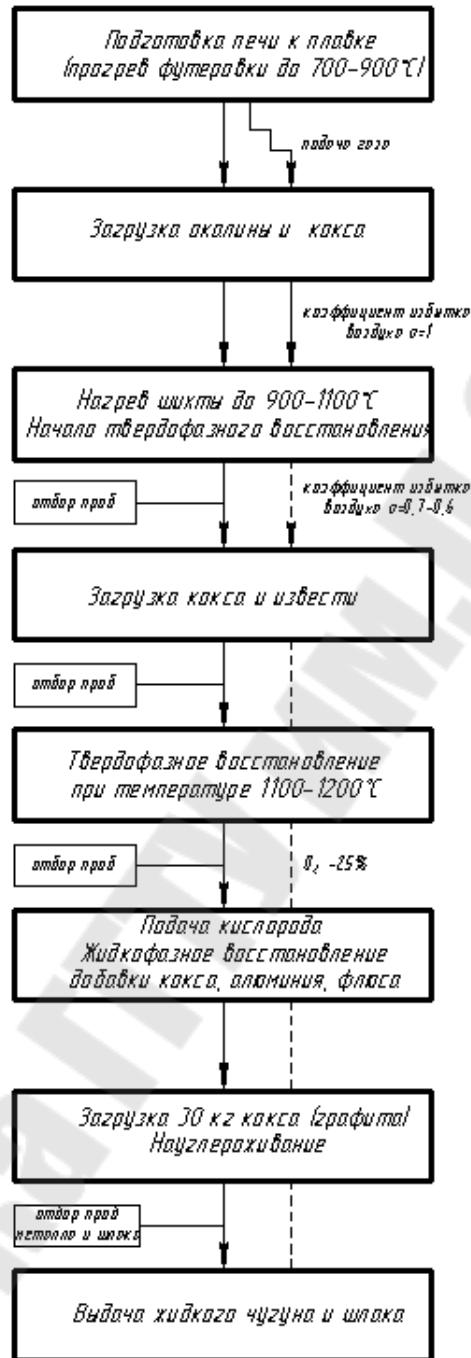 Подготовка печи к плавке
(прогрев футеровки до 700-900°С)
подача газа
Загрузка окалины и кокса
коэффициент избытка
воздуха α=1
Нагрев шихты до 900-1100°С
Начало твердофазного восстановления
отбор проб
коэффициент избытка
воздуха α=0,7-0,6
Загрузка кокса и извести
отбор проб
Твердофазное восстановление
при температуре 1100-1200°С
отбор проб
O₂ -25%
Подача кислорода
Жидкофазное восстановление
добавки кокса, алюминия, флюса
Загрузка 30 кг кокса (графита)
Науглероживание
отбор проб
металла и шлака
Выдача жидкого чугуна и шлака